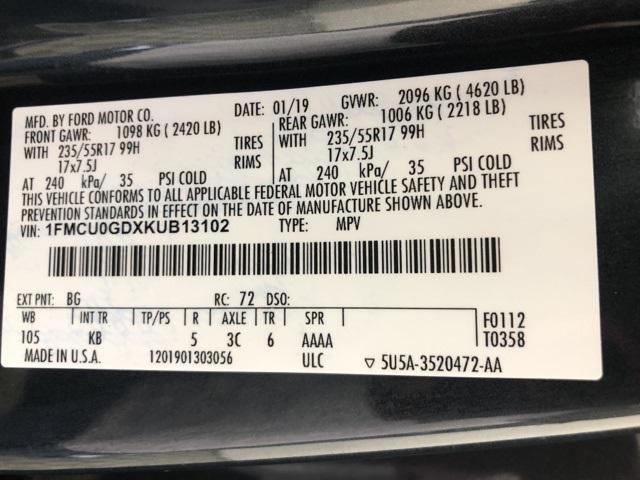 MFD. BY FORD MOTOR CO. DATE: 01/19 GVWR: 2096 KG ( 4620 LB)
FRONT GAWR: 1098 KG ( 2420 LB) REAR GAWR: 1006 KG ( 2218 LB)
WITH 235/55R17 99H TIRES WITH 235/55R17 99H TIRES
17x7.5J RIMS 17x7.5J RIMS
AT 240 kPa/ 35 PSI COLD AT 240 kPa/ 35 PSI COLD
THIS VEHICLE CONFORMS TO ALL APPLICABLE FEDERAL MOTOR VEHICLE SAFETY AND THEFT
PREVENTION STANDARDS IN EFFECT ON THE DATE OF MANUFACTURE SHOWN ABOVE.
VIN: 1FMCU0GDXKUB13102 TYPE: MPV
EXT PNT: BG RC: 72 DSO:
WB INT TR TP/PS R AXLE TR SPR F0112
105 KB 5 3C 6 AAAA T0358
MADE IN U.S.A. 1201901303056 ULC ▽ 5U5A-3520472-AA